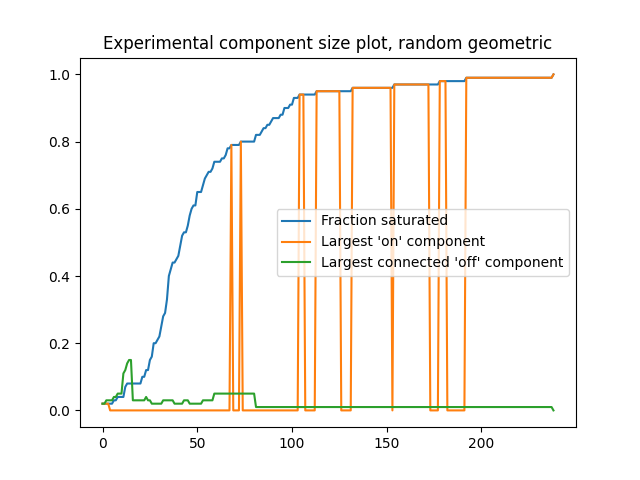 Experimental component size plot, random geometric
1.0
0.8
0.6
0.4
0.2
0.0
Fraction saturated
Largest 'on' component
Largest connected 'off' component
0 50 100 150 200